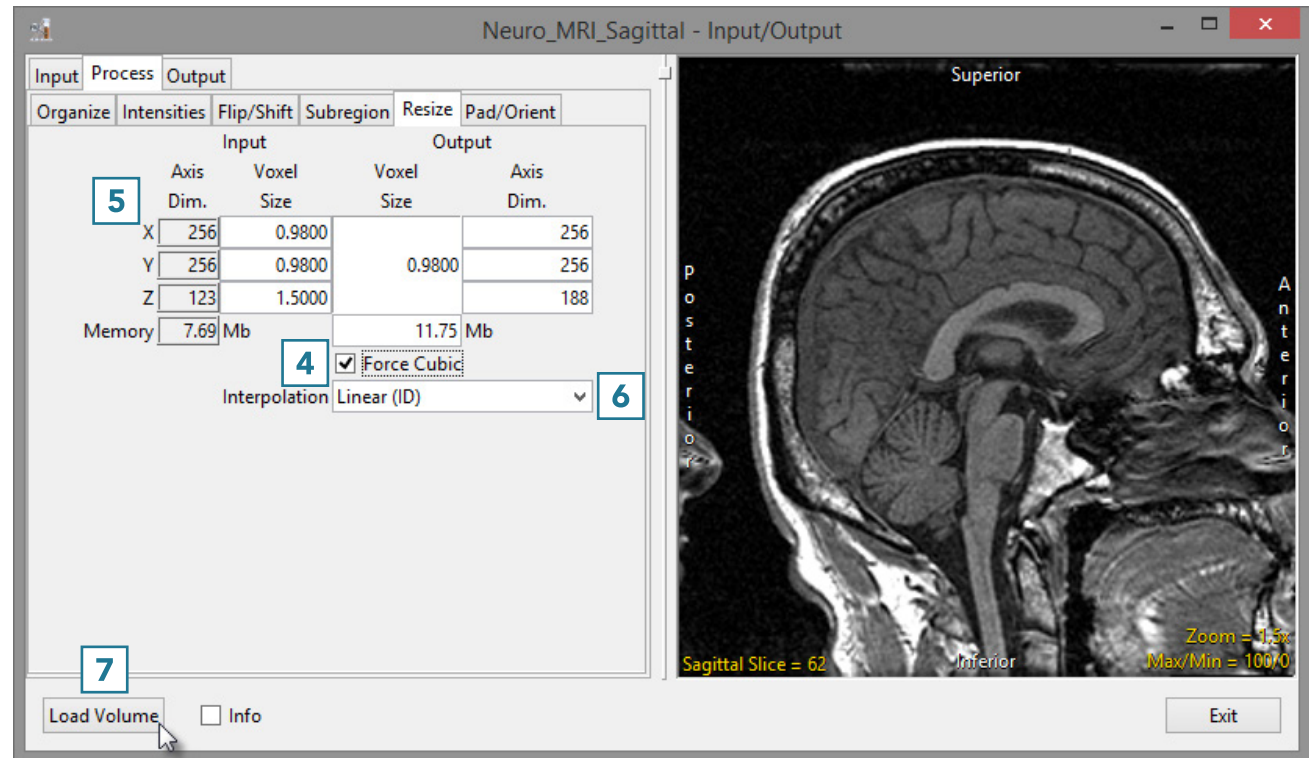 Neuro_MRI_Sagittal - Input/Output
Input Process Output
Organize Intensities Flip/Shift Subregion Resize Pad/Orient
Input Output
Axis Voxel Voxel Axis
5 Dim. Size Size Dim.
X 256 0.9800 256
Y 256 0.9800 0.9800 256
Z 123 1.5000 188
Memory 7.69 Mb 11.75 Mb
4 Force Cubic
Interpolation Linear (ID) 6
7
Load Volume Info
Superior
Posterior
Anterior
Sagittal Slice = 62
Inferior
Zoom = 1.5x
Max/Min = 100/0
Exit